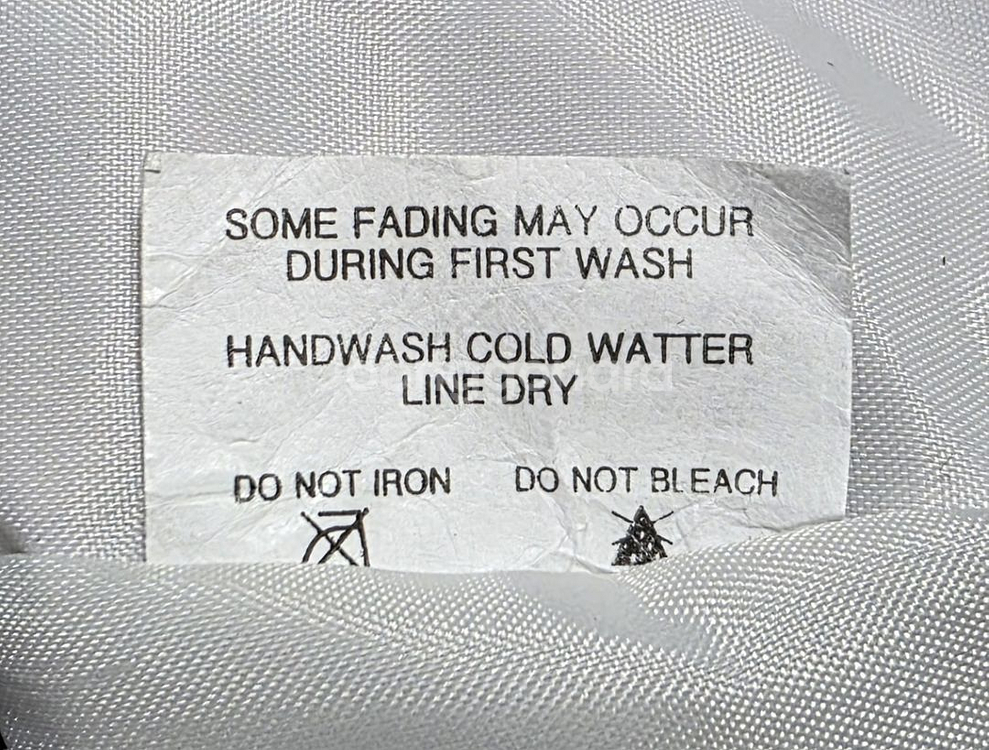 SOME FADING MAY OCCUR
DURING FIRST WASH
HANDWASH COLD WATTER
LINE DRY
DO NOT IRON DO NOT BLEACH